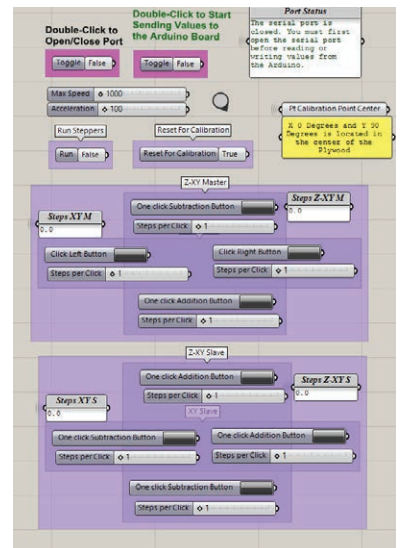 Double-Click to
Open/Close Port
Double-Click to Start
Sending Values to
the Arduino Board
Port Status
The serial port is
closed. You must first
open the serial port
before reading or
writing values from
the Arduino.
Toggle False
Toggle False
Max Speed ◇ 1000
Acceleration ◇ 100
Pt Calibration Point Center
X 0 Degrees and Y 90
Degrees is located in
the center of the
Plywod
Run Steppers
Reset For Calibration
Run False
Reset For Calibration True
Z-XY Master
One click Subtraction Button
Steps Z-XY M
0.0
Steps XY M
0.0
Steps per Click ◇ 1
Click Left Button
Click Right Button
Steps per Click ◇ 1
Steps per Click ◇ 1
One click Addition Button
Steps per Click ◇ 1
Z-XY Slave
One click Addition Button
Steps Z-XY S
0.0
Steps per Click ◇ 1
Steps XY S
0.0
XY Slave
One click Subtraction Button
One click Addition Button
Steps per Click ◇ 1
Steps per Click ◇ 1
One click Subtraction Button
Steps per Click ◇ 1